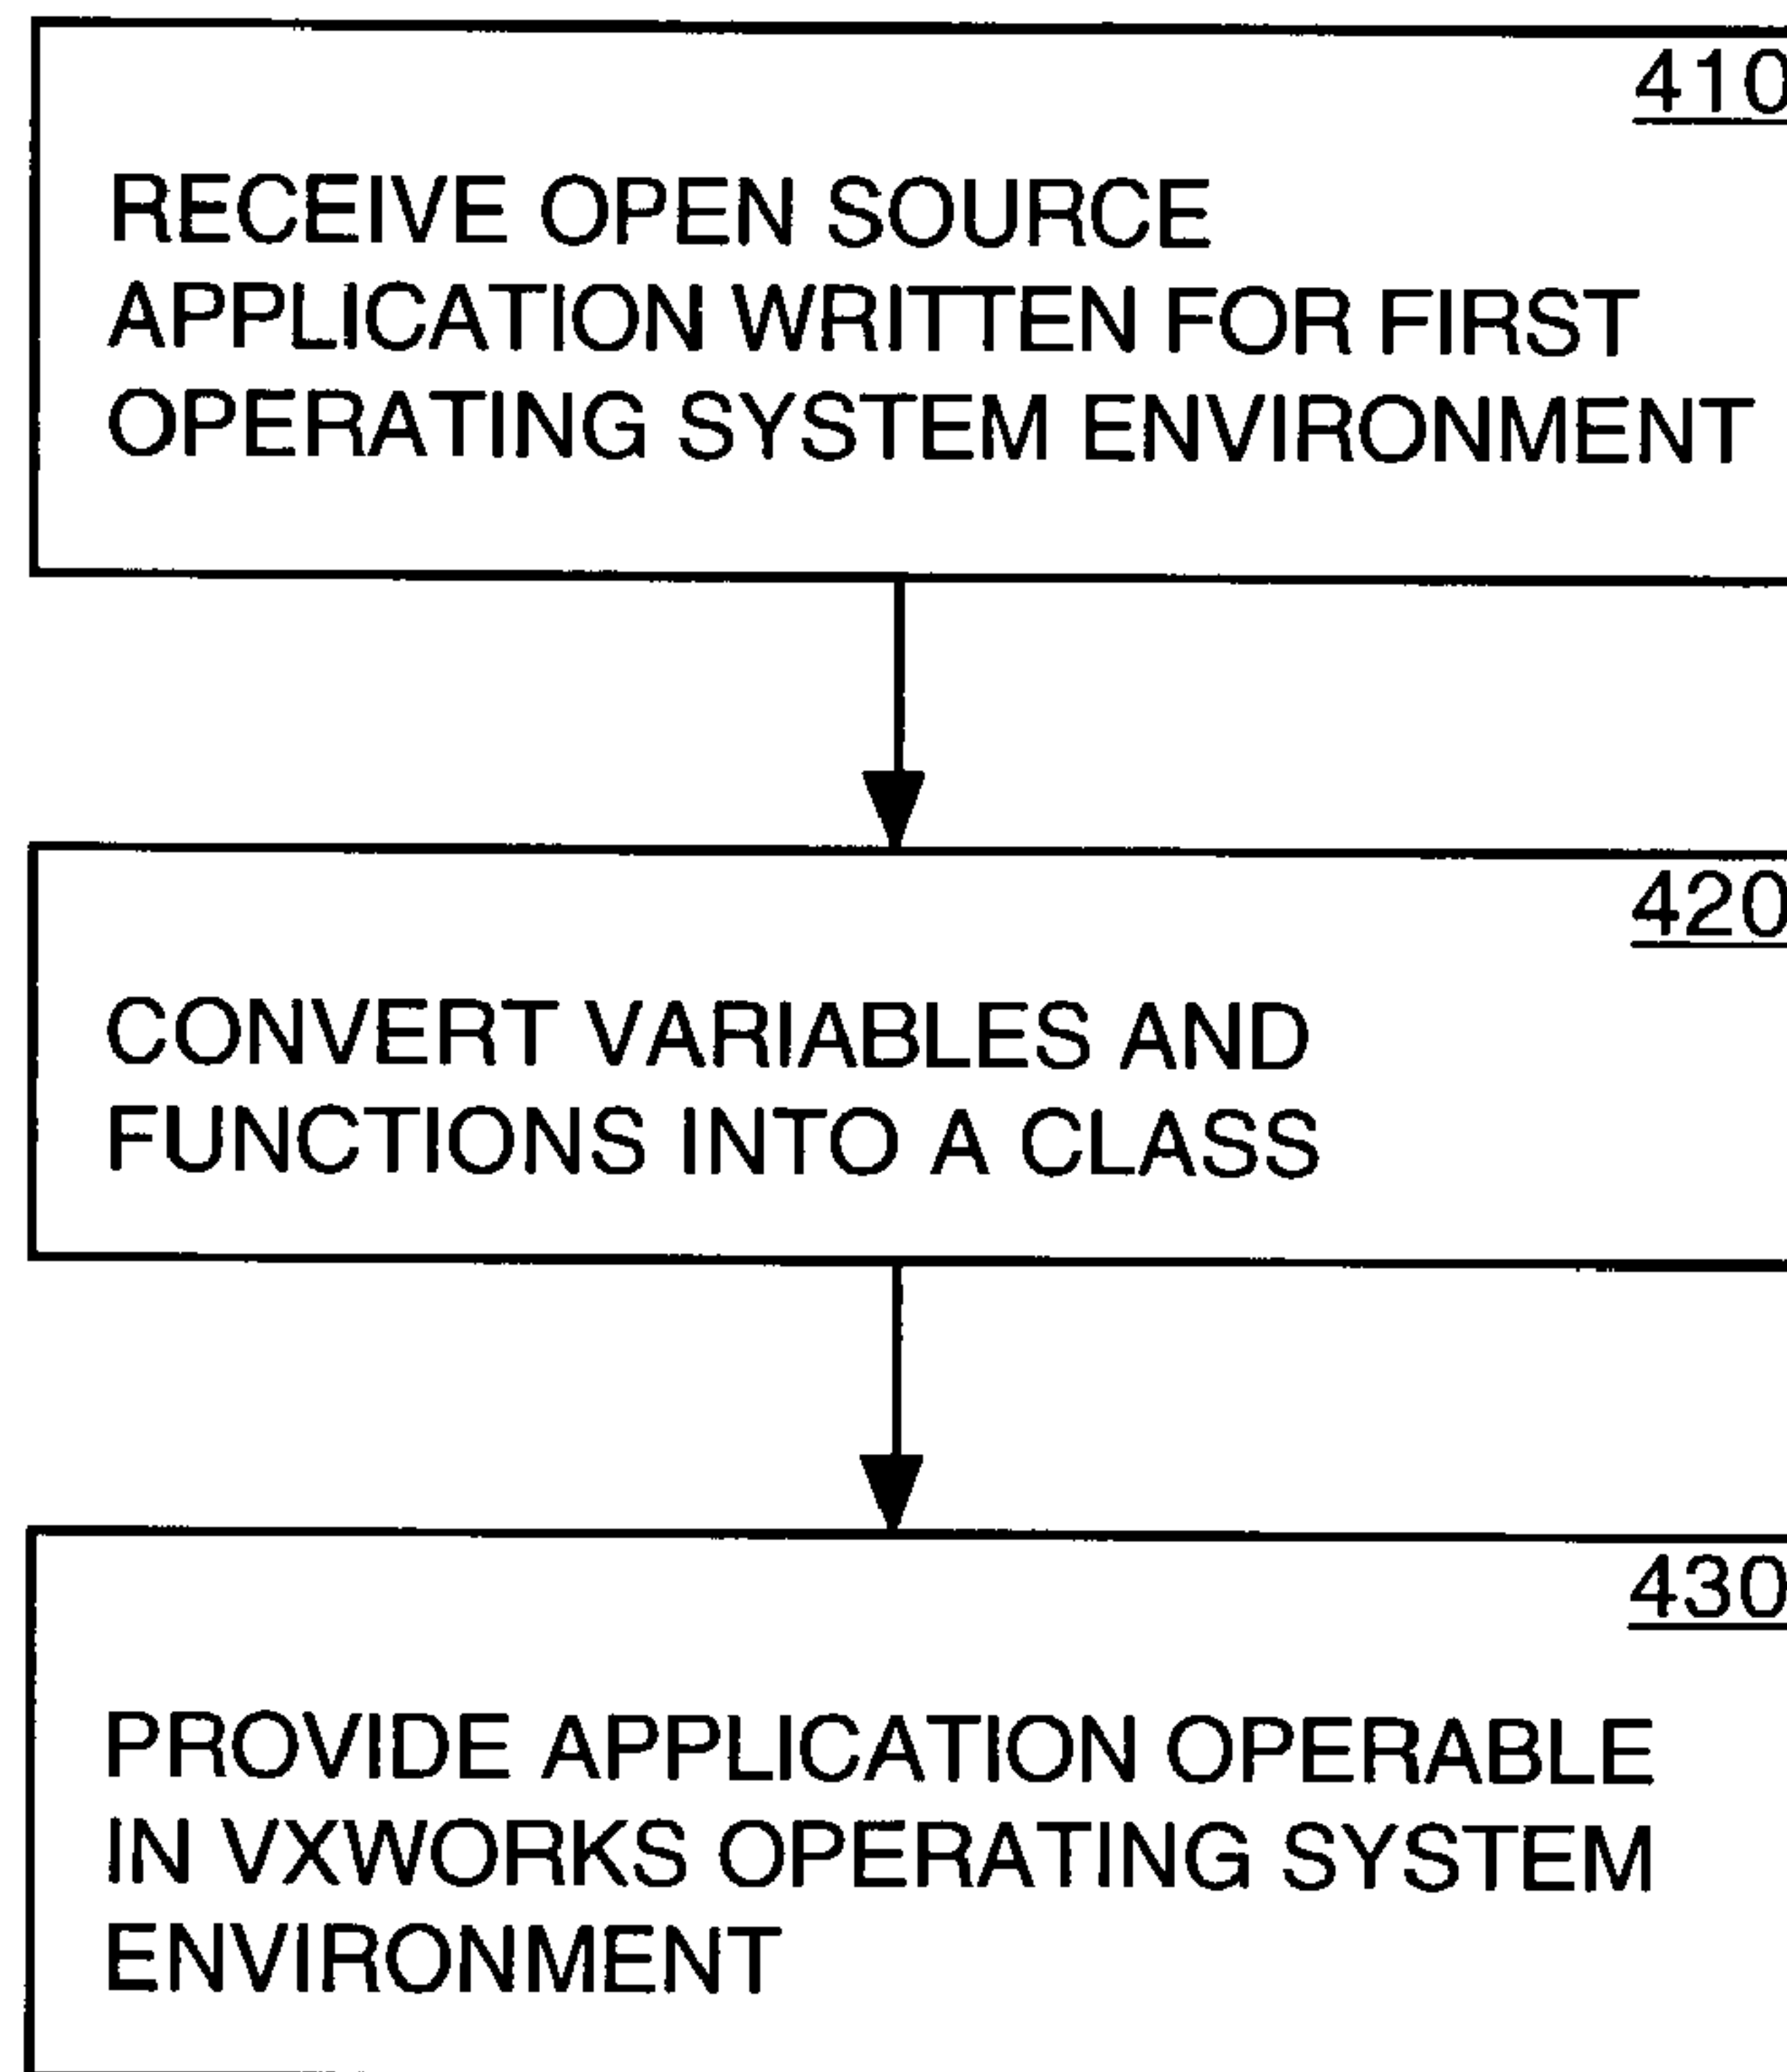 410
RECEIVE OPEN SOURCE
APPLICATION WRITTEN FOR FIRST
OPERATING SYSTEM ENVIRONMENT
420
CONVERT VARIABLES AND
FUNCTIONS INTO A CLASS
430
PROVIDE APPLICATION OPERABLE
IN VXWORKS OPERATING SYSTEM
ENVIRONMENT